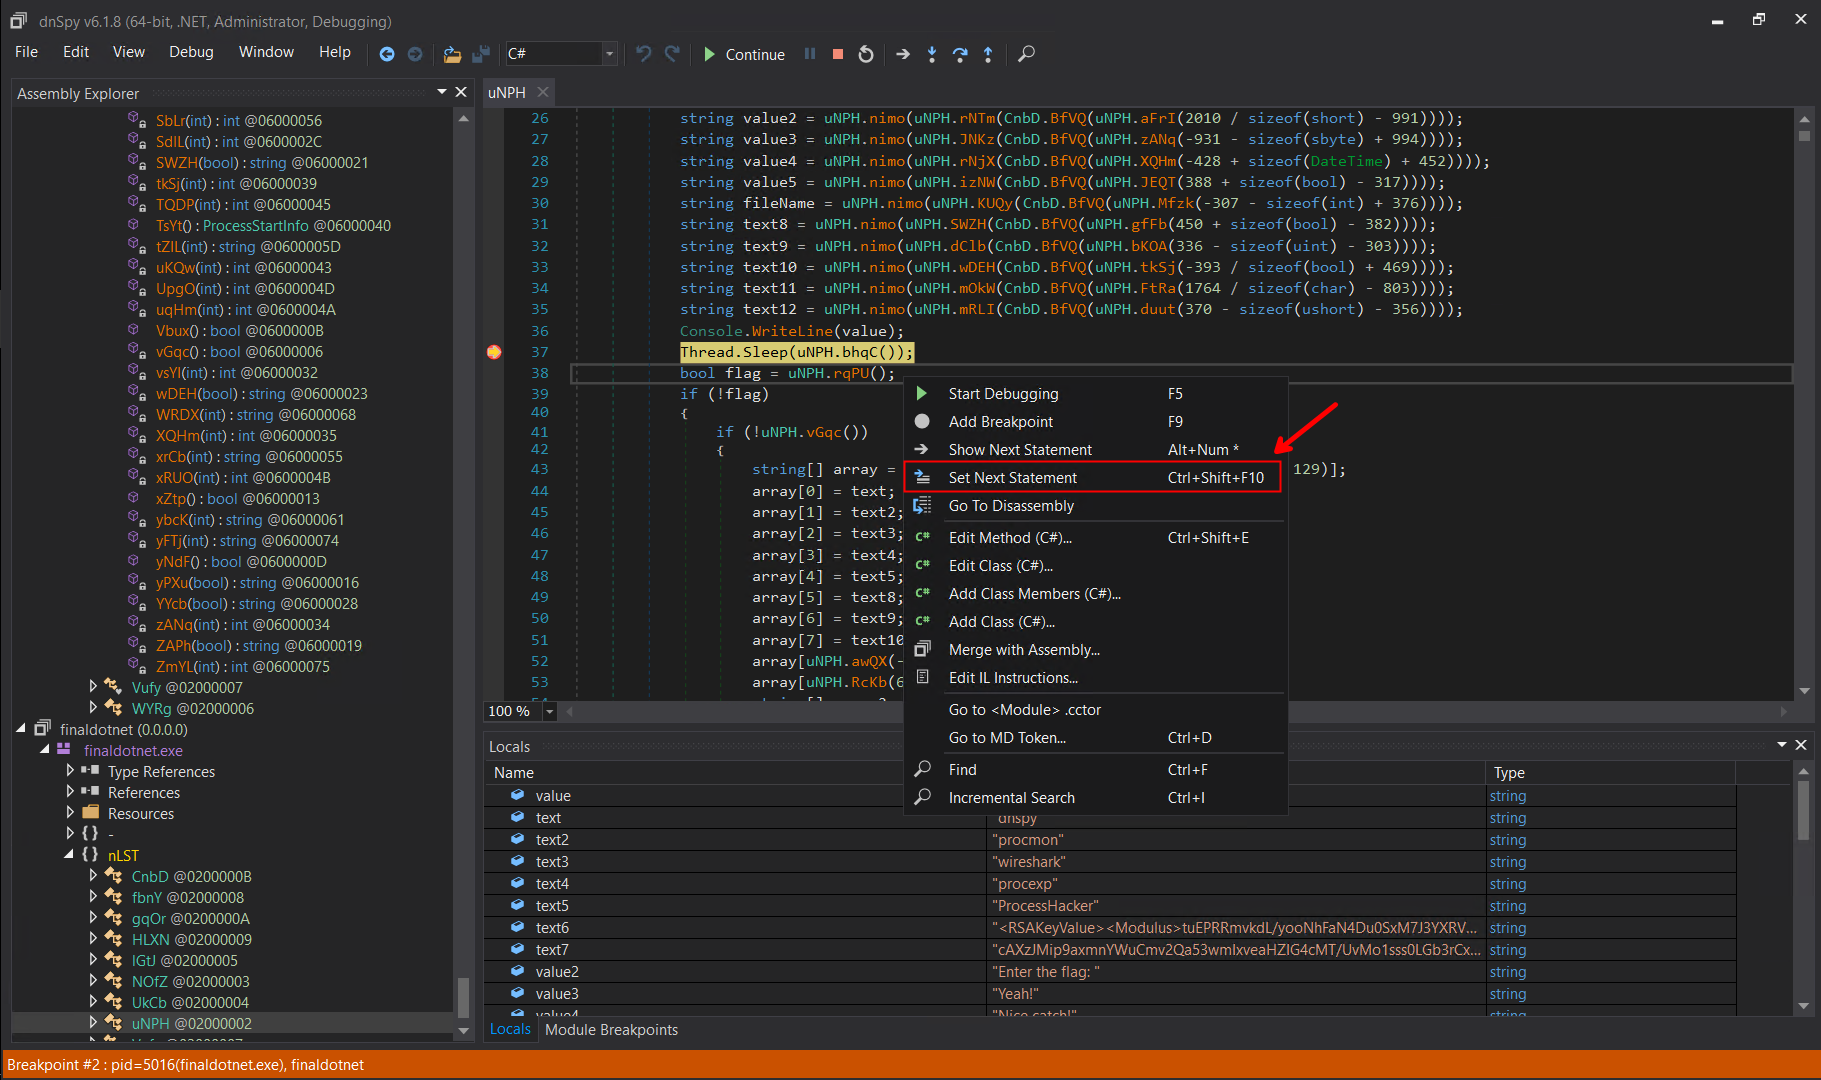 dnSpy v6.1.8 (64-bit, .NET, Administrator, Debugging)
File Edit View Debug Window Help C# Continue
Assembly Explorer
SbLr(int) : int @06000056
SdIL(int) : int @0600002C
SWZH(bool) : string @06000021
tkSj(int) : int @06000039
TQDP(int) : int @06000045
TsYt() : ProcessStartInfo @06000040
tZIL(int) : string @0600005D
uKQw(int) : int @06000043
UpgO(int) : int @0600004D
uqHm(int) : int @0600004A
Vbux() : bool @0600000B
vGqc() : bool @06000006
vsYI(int) : int @06000032
wDEH(bool) : string @06000023
WRDX(int) : string @06000068
XQHm(int) : int @06000035
xrCb(int) : string @06000055
xRUO(int) : int @0600004B
xZtp() : bool @06000013
ybcK(int) : string @06000061
yFTj(int) : string @06000074
yNdF() : bool @0600000D
yPXu(bool) : string @06000016
YYcb(bool) : string @06000028
zANq(int) : int @06000034
ZAPh(bool) : string @06000019
ZmYL(int) : int @06000075
Vufy @02000007
WYRg @02000006
finaldotnet (0.0.0.0)
finaldotnet.exe
Type References
References
Resources
{ } -
{ } nLST
CnbD @0200000B
fbnY @02000008
gqOr @0200000A
HLXN @02000009
IGtJ @02000005
NOfZ @02000003
UkCb @02000004
uNPH @02000002
uNPH
26 string value2 = uNPH.nimo(uNPH.rNTm(CnbD.BfVQ(uNPH.aFrI(2010 / sizeof(short) - 991))));
27 string value3 = uNPH.nimo(uNPH.JNKz(CnbD.BfVQ(uNPH.zANq(-931 - sizeof(sbyte) + 994))));
28 string value4 = uNPH.nimo(uNPH.rNjX(CnbD.BfVQ(uNPH.XQHm(-428 + sizeof(DateTime) + 452))));
29 string value5 = uNPH.nimo(uNPH.izNW(CnbD.BfVQ(uNPH.JEQT(388 + sizeof(bool) - 317))));
30 string fileName = uNPH.nimo(uNPH.KUQy(CnbD.BfVQ(uNPH.Mfzk(-307 - sizeof(int) + 376))));
31 string text8 = uNPH.nimo(uNPH.SWZH(CnbD.BfVQ(uNPH.gfFb(450 + sizeof(bool) - 382))));
32 string text9 = uNPH.nimo(uNPH.dClb(CnbD.BfVQ(uNPH.bKOA(336 - sizeof(uint) - 303))));
33 string text10 = uNPH.nimo(uNPH.wDEH(CnbD.BfVQ(uNPH.tkSj(-393 / sizeof(bool) + 469))));
34 string text11 = uNPH.nimo(uNPH.mOkW(CnbD.BfVQ(uNPH.FtRa(1764 / sizeof(char) - 803))));
35 string text12 = uNPH.nimo(uNPH.mRLI(CnbD.BfVQ(uNPH.duut(370 - sizeof(ushort) - 356))));
36 Console.WriteLine(value);
37 Thread.Sleep(uNPH.bhqC());
38 bool flag = uNPH.rqPU();
39 if (!flag)
40 {
41 if (!uNPH.vGqc())
42 {
43 string[] array = 129)];
44 array[0] = text;
45 array[1] = text2;
46 array[2] = text3;
47 array[3] = text4;
48 array[4] = text5;
49 array[5] = text8;
50 array[6] = text9;
51 array[7] = text10
52 array[uNPH.awQX(-
53 array[uNPH.RcKb(6
Start Debugging F5
Add Breakpoint F9
Show Next Statement Alt+Num *
Set Next Statement Ctrl+Shift+F10
Go To Disassembly
C# Edit Method (C#)... Ctrl+Shift+E
C# Edit Class (C#)...
C# Add Class Members (C#)...
C# Add Class (C#)...
Merge with Assembly...
Edit IL Instructions...
Go to <Module> .cctor
Go to MD Token... Ctrl+D
Find Ctrl+F
Incremental Search Ctrl+I
100 %
Locals
Name Type
value string
text "dnspy" string
text2 "procmon" string
text3 "wireshark" string
text4 "procexp" string
text5 "ProcessHacker" string
text6 "<RSAKeyValue><Modulus>tuEPRRmvkdL/yooNhFaN4Du0SxM7J3YXRV... string
text7 "cAXzJMip9axmnYWuCmv2Qa53wmIxveaHZIG4cMT/UvMo1sss0LGb3rCx... string
value2 "Enter the flag: " string
value3 "Yeah!" string
value4 "Nice catch!" string
Locals Module Breakpoints
Breakpoint #2 : pid=5016(finaldotnet.exe), finaldotnet